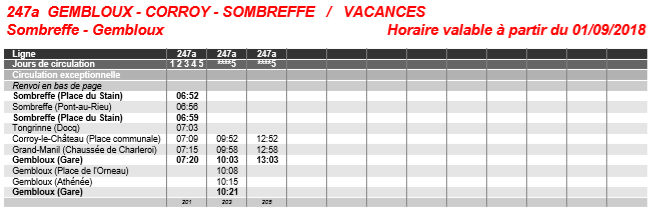 247a GEMBLOUX - CORROY - SOMBREFFE / VACANCES
Sombreffe - Gembloux Horaire valable à partir du 01/09/2018
Ligne 247a 247a 247a
Jours de circulation 1 2 3 4 5 ****5 ****5
Circulation exceptionnelle
Renvoi en bas de page
Sombreffe (Place du Stain) 06:52
Sombreffe (Pont-au-Rieu) 06:56
Sombreffe (Place du Stain) 06:59
Tongrinne (Docq) 07:03
Corroy-le-Château (Place communale) 07:09 09:52 12:52
Grand-Manil (Chaussée de Charleroi) 07:15 09:58 12:58
Gembloux (Gare) 07:20 10:03 13:03
Gembloux (Place de l'Orneau) 10:08
Gembloux (Athénée) 10:15
Gembloux (Gare) 10:21
201 203 205